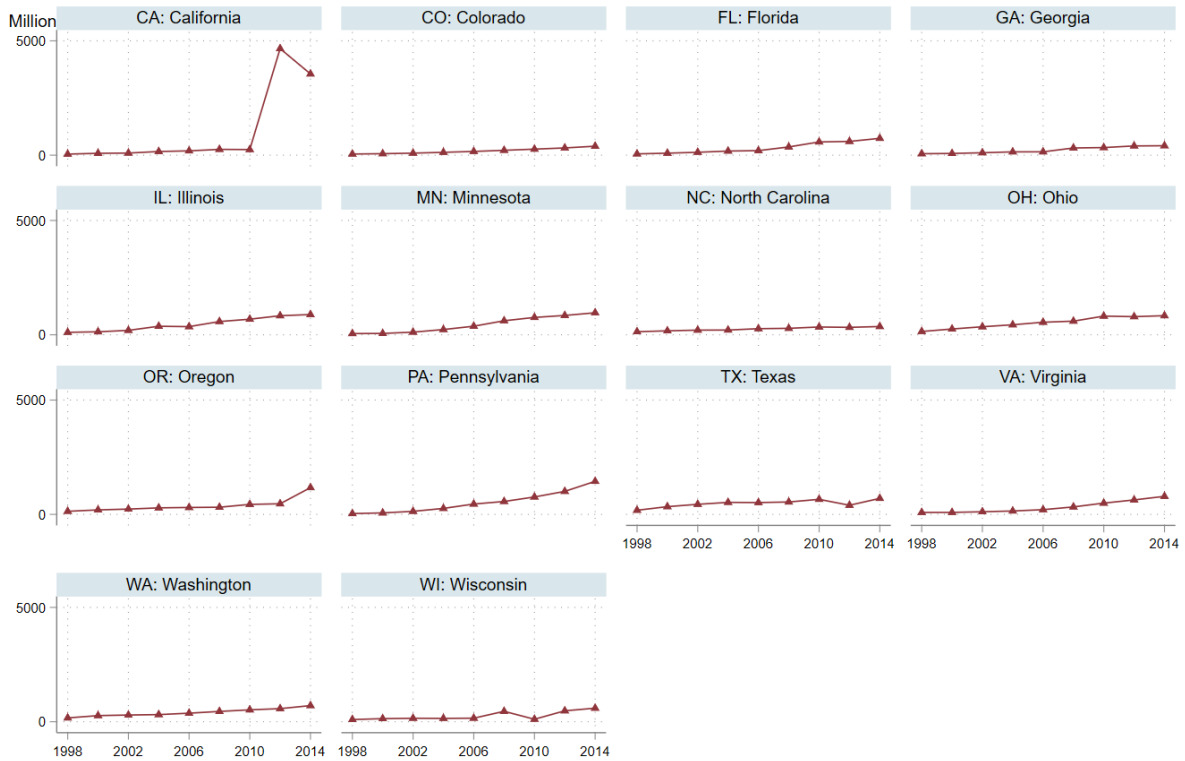 Million
CA: California
CO: Colorado
FL: Florida
GA: Georgia
5000
0
IL: Illinois
MN: Minnesota
NC: North Carolina
OH: Ohio
5000
0
OR: Oregon
PA: Pennsylvania
TX: Texas
VA: Virginia
5000
0
1998 2002 2006 2010 2014
1998 2002 2006 2010 2014
WA: Washington
WI: Wisconsin
5000
0
1998 2002 2006 2010 2014
1998 2002 2006 2010 2014